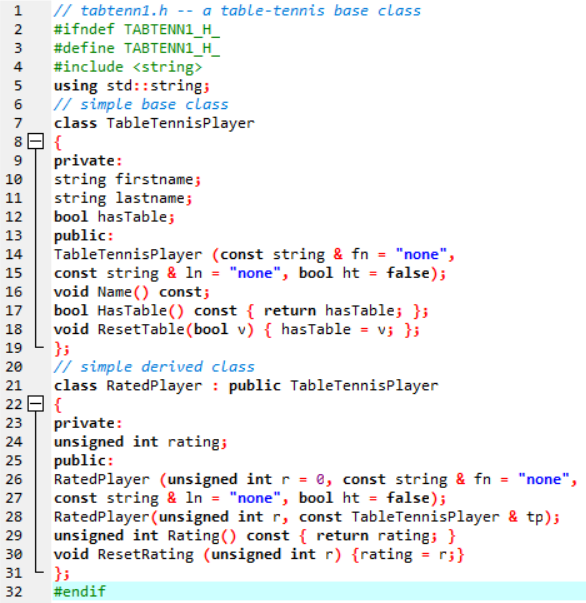 1 // tabtenn1.h -- a table-tennis base class
2 #ifndef TABTENN1_H_
3 #define TABTENN1_H_
4 #include <string>
5 using std::string;
6 // simple base class
7 class TableTennisPlayer
8 {
9 private:
10 string firstname;
11 string lastname;
12 bool hasTable;
13 public:
14 TableTennisPlayer (const string & fn = "none",
15 const string & ln = "none", bool ht = false);
16 void Name() const;
17 bool HasTable() const { return hasTable; };
18 void ResetTable(bool v) { hasTable = v; };
19 };
20 // simple derived class
21 class RatedPlayer : public TableTennisPlayer
22 {
23 private:
24 unsigned int rating;
25 public:
26 RatedPlayer (unsigned int r = 0, const string & fn = "none",
27 const string & ln = "none", bool ht = false);
28 RatedPlayer(unsigned int r, const TableTennisPlayer & tp);
29 unsigned int Rating() const { return rating; }
30 void ResetRating (unsigned int r) {rating = r;}
31 };
32 #endif